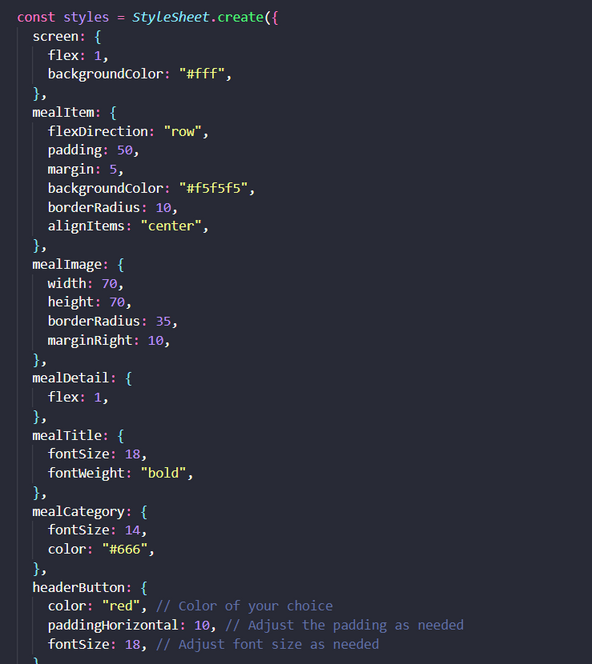 const styles = StyleSheet.create({
  screen: {
    flex: 1,
    backgroundColor: "#fff",
  },
  mealItem: {
    flexDirection: "row",
    padding: 50,
    margin: 5,
    backgroundColor: "#f5f5f5",
    borderRadius: 10,
    alignItems: "center",
  },
  mealImage: {
    width: 70,
    height: 70,
    borderRadius: 35,
    marginRight: 10,
  },
  mealDetail: {
    flex: 1,
  },
  mealTitle: {
    fontSize: 18,
    fontWeight: "bold",
  },
  mealCategory: {
    fontSize: 14,
    color: "#666",
  },
  headerButton: {
    color: "red", // Color of your choice
    paddingHorizontal: 10, // Adjust the padding as needed
    fontSize: 18, // Adjust font size as needed
  }